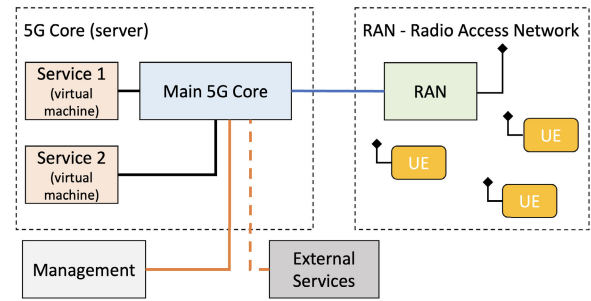 5G Core (server)
RAN - Radio Access Network
Service 1
(virtual
machine)
Main 5G Core
RAN
Service 2
(virtual
machine)
UE
UE
UE
Management
External
Services